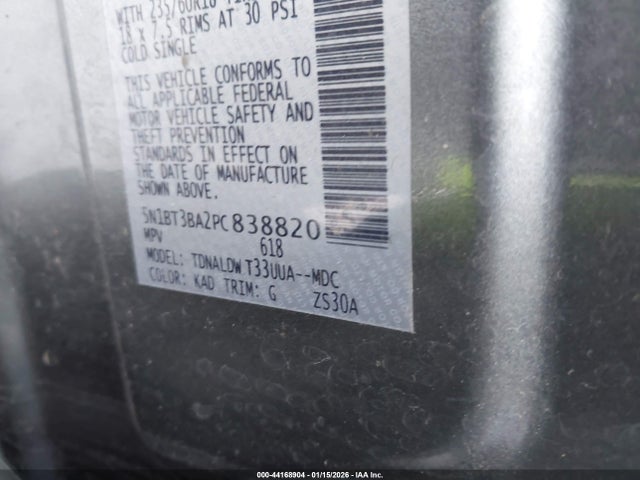 WITH 235/60R18
18 x 7.5 RIMS AT 30 PSI
COLD SINGLE
THIS VEHICLE CONFORMS TO
ALL APPLICABLE FEDERAL
MOTOR VEHICLE SAFETY AND
THEFT PREVENTION
STANDARDS IN EFFECT ON
THE DATE OF MANUFACTURE
SHOWN ABOVE.
5N1BT3BA2PC838820
MPV 618
MODEL: TDNALDW T33UUA--MDC
COLOR: KAD TRIM: G ZS30A
000-44168904 - 01/15/2026 - IAA Inc.